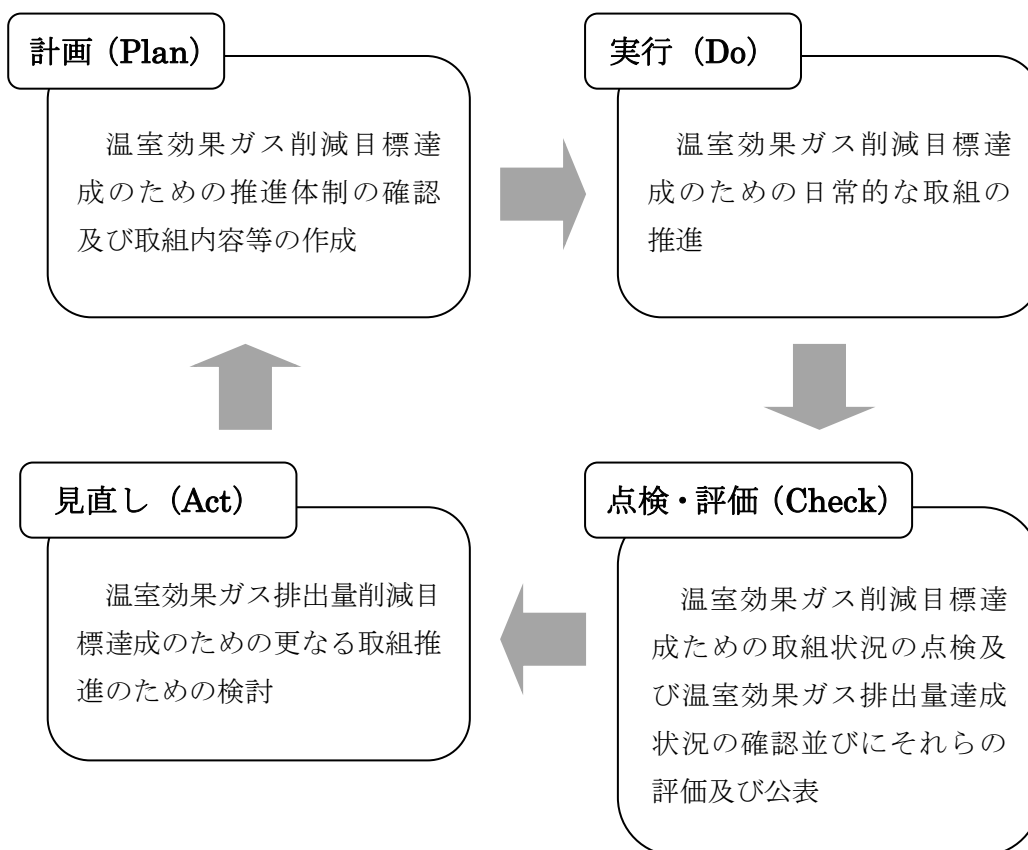 計画（Plan）
温室効果ガス削減目標達
成のための推進体制の確認
及び取組内容等の作成
実行（Do）
温室効果ガス削減目標達
成のための日常的な取組の
推進
見直し（Act）
温室効果ガス排出量削減目
標達成のための更なる取組推
進のための検討
点検・評価（Check）
温室効果ガス削減目標達
成ための取組状況の点検及
び温室効果ガス排出量達成
状況の確認並びにそれらの
評価及び公表